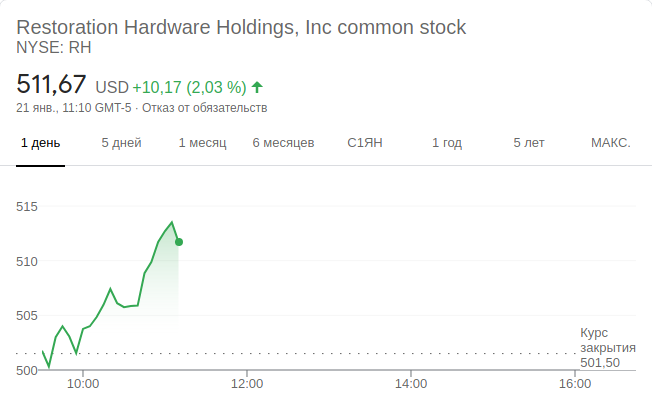 Restoration Hardware Holdings, Inc common stock
NYSE: RH
511,67 USD +10,17 (2,03 %)
21 янв., 11:10 GMT-5 · Отказ от обязательств
1 день 5 дней 1 месяц 6 месяцев С1ЯН 1 год 5 лет МАКС.
515
510
505
500
Курс
закрытия
501,50
10:00 12:00 14:00 16:00